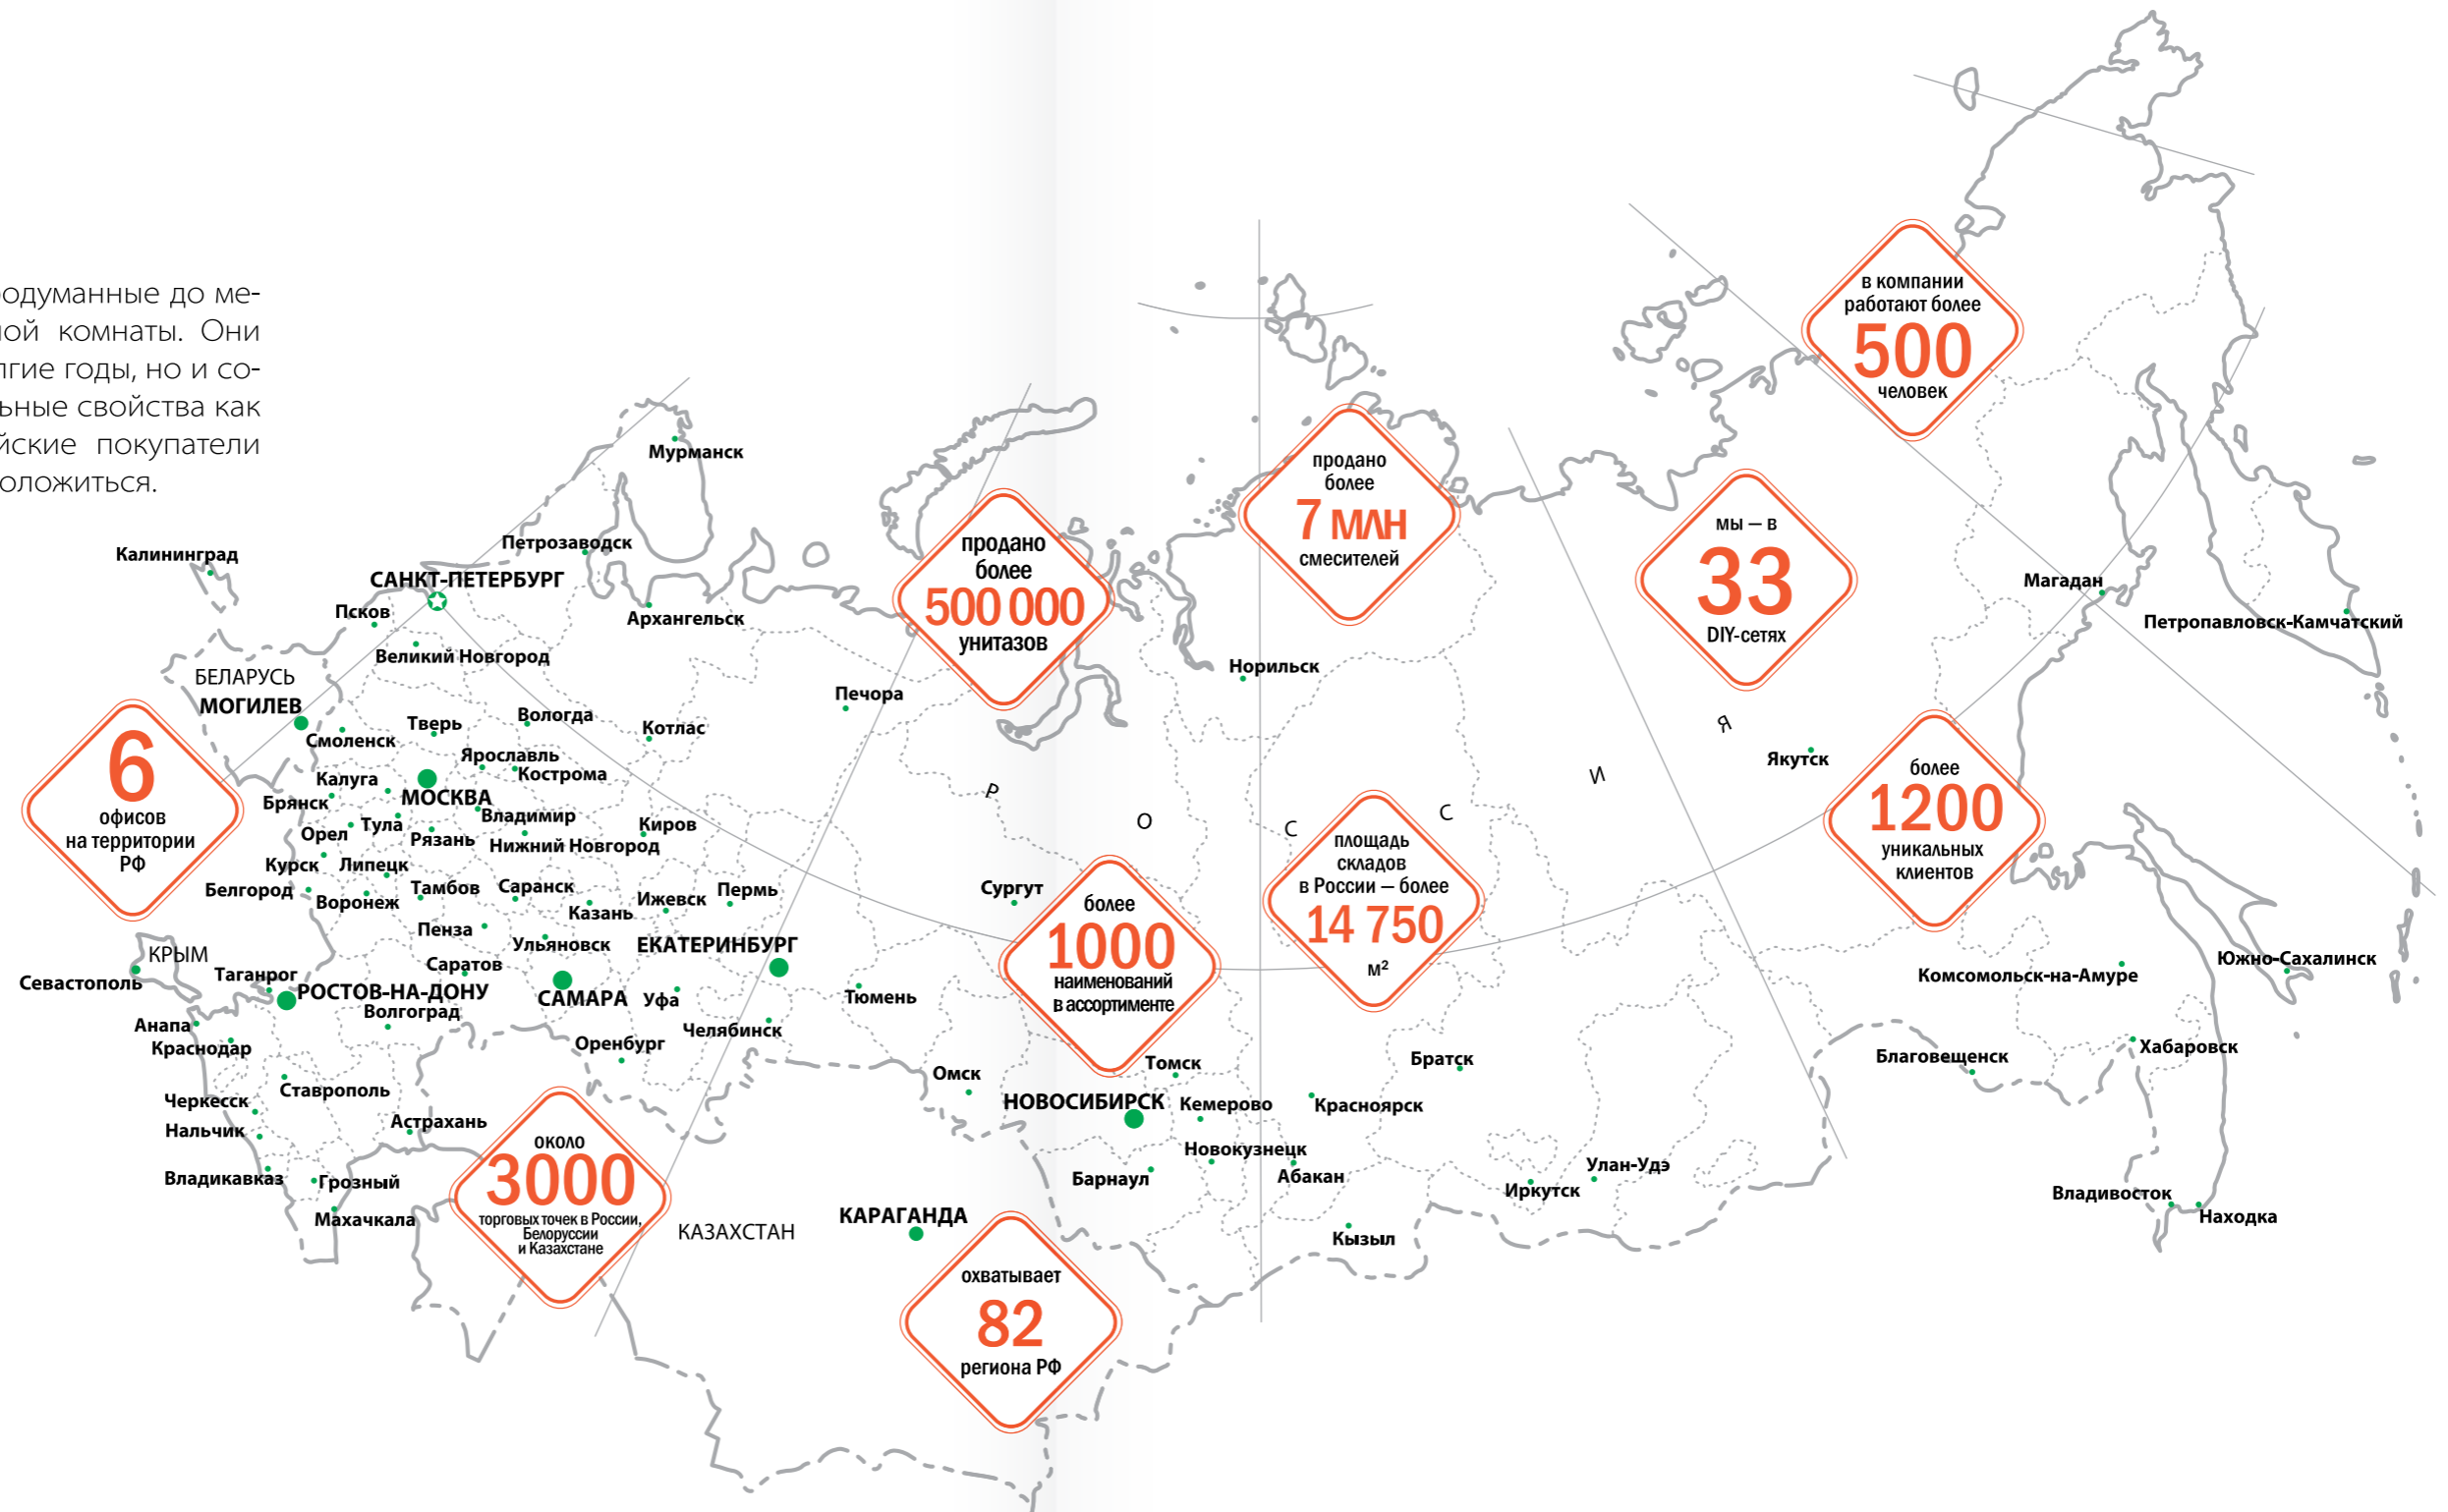 одуманные до ме-
ной комнаты. Они
лгие годы, но и со-
ьные свойства как
йские покупатели
оложиться.
в компании
работают более
500
человек
продано
более
7 млн
смесителей
мы — в
33
DIY-сетях
продано
более
500 000
унитазов
Мурманск
Петрозаводск
Калининград
САНКТ-ПЕТЕРБУРГ
Псков
Архангельск
Великий Новгород
Магадан
Петропавловск-Камчатский
Норильск
Печора
БЕЛАРУСЬ
МОГИЛЕВ
Смоленск
Тверь
Вологда
Котлас
Ярославль
Кострома
Калуга
Брянск
МОСКВА
Владимир
Орел
Тула
Рязань
Нижний Новгород
Киров
Курск
Липецк
Белгород
Воронеж
Тамбов
Саранск
Казань
Ижевск
Пермь
Пенза
Ульяновск
ЕКАТЕРИНБУРГ
6
офисов
на территории
РФ
Р О С С И Я
Якутск
более
1200
уникальных
клиентов
площадь
складов
в России — более
14 750
м²
Сургут
более
1000
наименований
в ассортименте
КРЫМ
Севастополь
Таганрог
РОСТОВ-НА-ДОНУ
Саратов
САМАРА
Уфа
Волгоград
Тюмень
Челябинск
Анапа
Краснодар
Оренбург
Ставрополь
Черкесск
Нальчик
Астрахань
Владикавказ
Грозный
Махачкала
Южно-Сахалинск
Комсомольск-на-Амуре
Хабаровск
Благовещенск
Омск
Томск
Братск
НОВОСИБИРСК
Кемерово
Красноярск
Новокузнецк
Барнаул
Абакан
Улан-Удэ
Иркутск
Кызыл
Владивосток
Находка
около
3000
торговых точек в России,
Белоруссии
и Казахстане
КАЗАХСТАН
КАРАГАНДА
охватывает
82
региона РФ